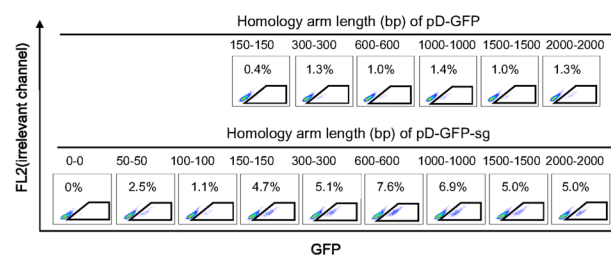 Homology arm length (bp) of pD-GFP
150-150 300-300 600-600 1000-1000 1500-1500 2000-2000
0.4% 1.3% 1.0% 1.4% 1.0% 1.3%
Homology arm length (bp) of pD-GFP-sg
0-0 50-50 100-100 150-150 300-300 600-600 1000-1000 1500-1500 2000-2000
0% 2.5% 1.1% 4.7% 5.1% 7.6% 6.9% 5.0% 5.0%
FL2(irrelevant channel)
GFP